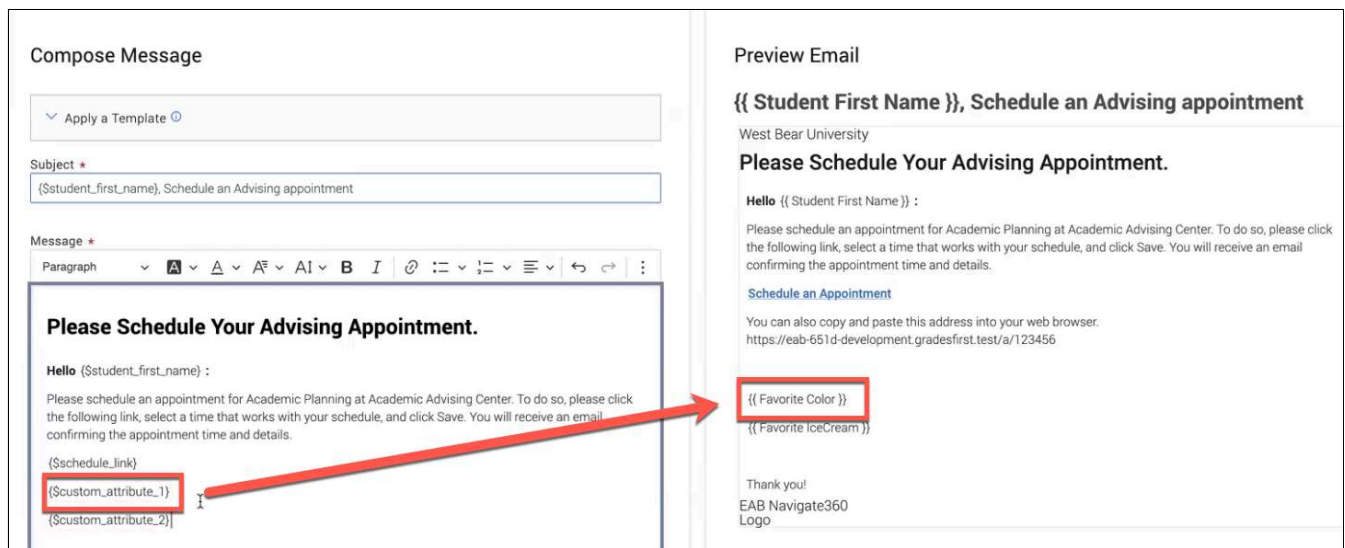 Compose Message
Apply a Template
Subject *
{$student_first_name}, Schedule an Advising appointment
Message *
Paragraph
Please Schedule Your Advising Appointment.
Hello {$student_first_name} :
Please schedule an appointment for Academic Planning at Academic Advising Center. To do so, please click
the following link, select a time that works with your schedule, and click Save. You will receive an email
confirming the appointment time and details.
{$schedule_link}
{$custom_attribute_1}
{$custom_attribute_2}
Preview Email
{{ Student First Name }}, Schedule an Advising appointment
West Bear University
Please Schedule Your Advising Appointment.
Hello {{ Student First Name }} :
Please schedule an appointment for Academic Planning at Academic Advising Center. To do so, please click
the following link, select a time that works with your schedule, and click Save. You will receive an email
confirming the appointment time and details.
Schedule an Appointment
You can also copy and paste this address into your web browser.
https://eab-651d-development.gradesfirst.test/a/123456
{{ Favorite Color }}
{{ Favorite IceCream }}
Thank you!
EAB Navigate360
Logo